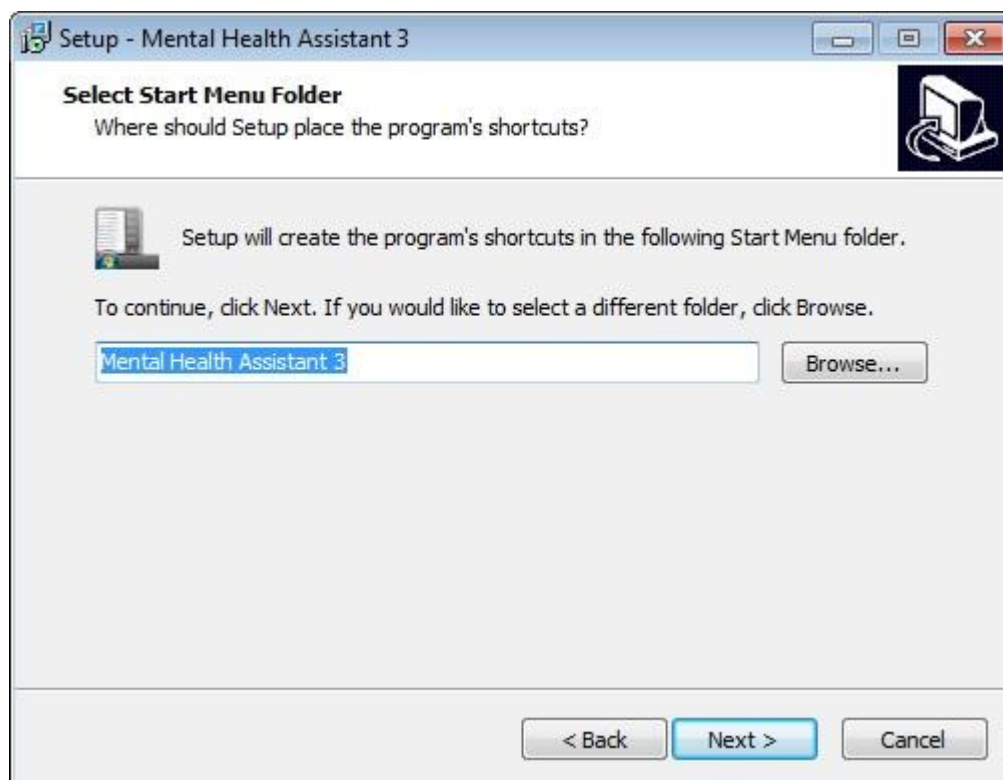 Setup - Mental Health Assistant 3
Select Start Menu Folder
Where should Setup place the program's shortcuts?
Setup will create the program's shortcuts in the following Start Menu folder.
To continue, click Next. If you would like to select a different folder, click Browse.
Mental Health Assistant 3
Browse...
< Back
Next >
Cancel